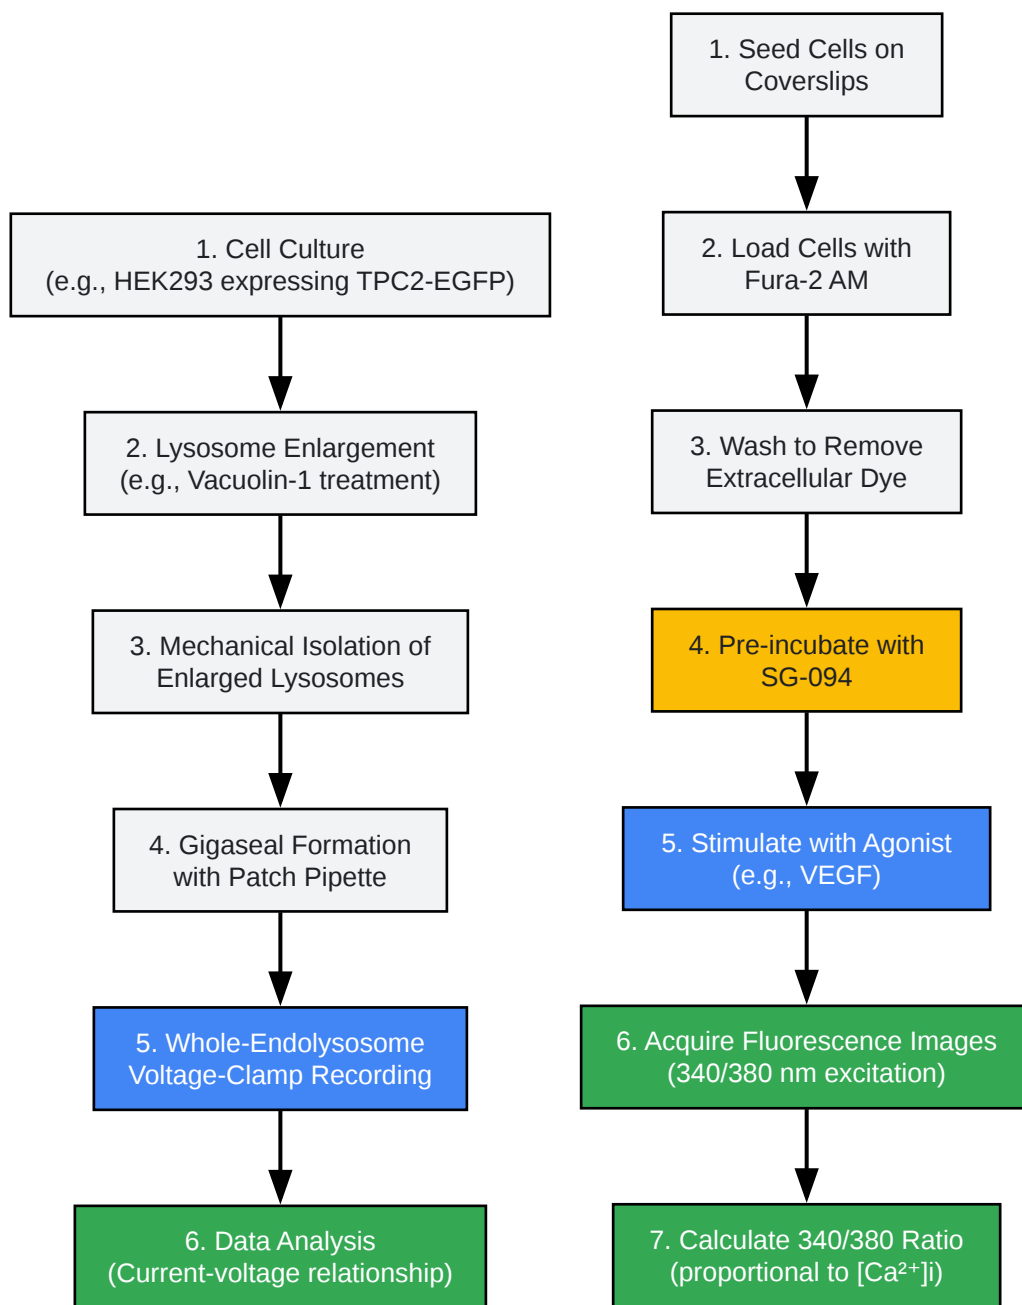 1. Cell Culture
(e.g., HEK293 expressing TPC2-EGFP)
2. Lysosome Enlargement
(e.g., Vacuolin-1 treatment)
3. Mechanical Isolation of
Enlarged Lysosomes
4. Gigaseal Formation
with Patch Pipette
5. Whole-Endolysosome
Voltage-Clamp Recording
6. Data Analysis
(Current-voltage relationship)
1. Seed Cells on
Coverslips
2. Load Cells with
Fura-2 AM
3. Wash to Remove
Extracellular Dye
4. Pre-incubate with
SG-094
5. Stimulate with Agonist
(e.g., VEGF)
6. Acquire Fluorescence Images
(340/380 nm excitation)
7. Calculate 340/380 Ratio
(proportional to [Ca²⁺]i)